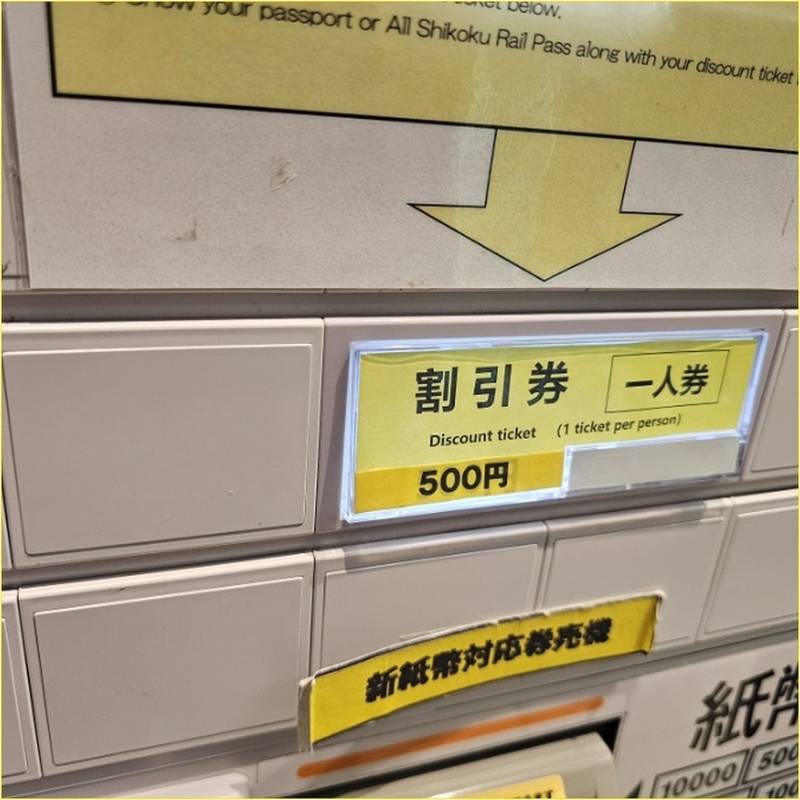 ticket below.
Show your passport or All Shikoku Rail Pass along with your discount ticket
割引券 一人券
Discount ticket (1 ticket per person)
500円
新紙幣対応券売機
紙幣
10000 500